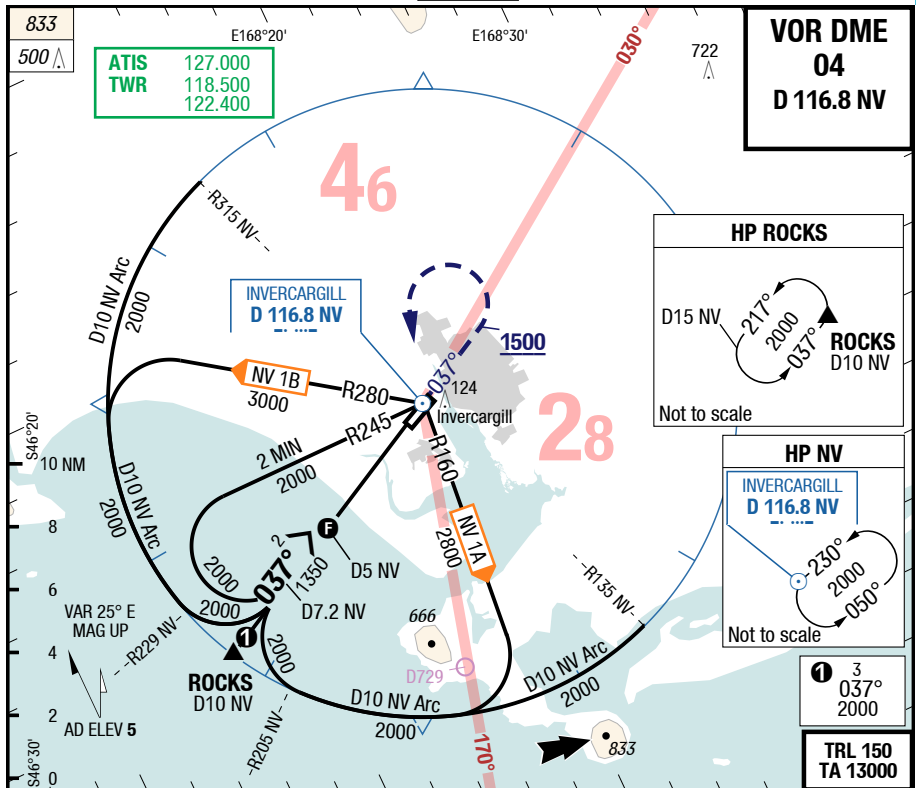 833
500
E168°20'
E168°30'
030°
722
VOR DME
04
D 116.8 NV
ATIS 127.000
TWR 118.500
122.400
46
R315 NV
D10 NV Arc
2000
INVERCARGILL
D 116.8 NV
1500
037°
124
Invercargill
HP ROCKS
D15 NV
217°
2000
037°
ROCKS
D10 NV
Not to scale
NV 1B
3000
R280
R245
2 MIN
2000
R160
28
S46°20'
10 NM
D10 NV Arc
2000
NV 1A
2800
HP NV
INVERCARGILL
D 116.8 NV
230°
2000
050°
Not to scale
8
F
D5 NV
2
037°
1350
D7.2 NV
2000
2000
6
R135 NV
VAR 25° E
MAG UP
R229 NV
1
2000
666
D729
4
ROCKS
D10 NV
D10 NV Arc
2000
D10 NV Arc
2000
1 3
037°
2000
AD ELEV 5
2
R205 NV
170°
833
S46°30'
0
TRL 150
TA 13000